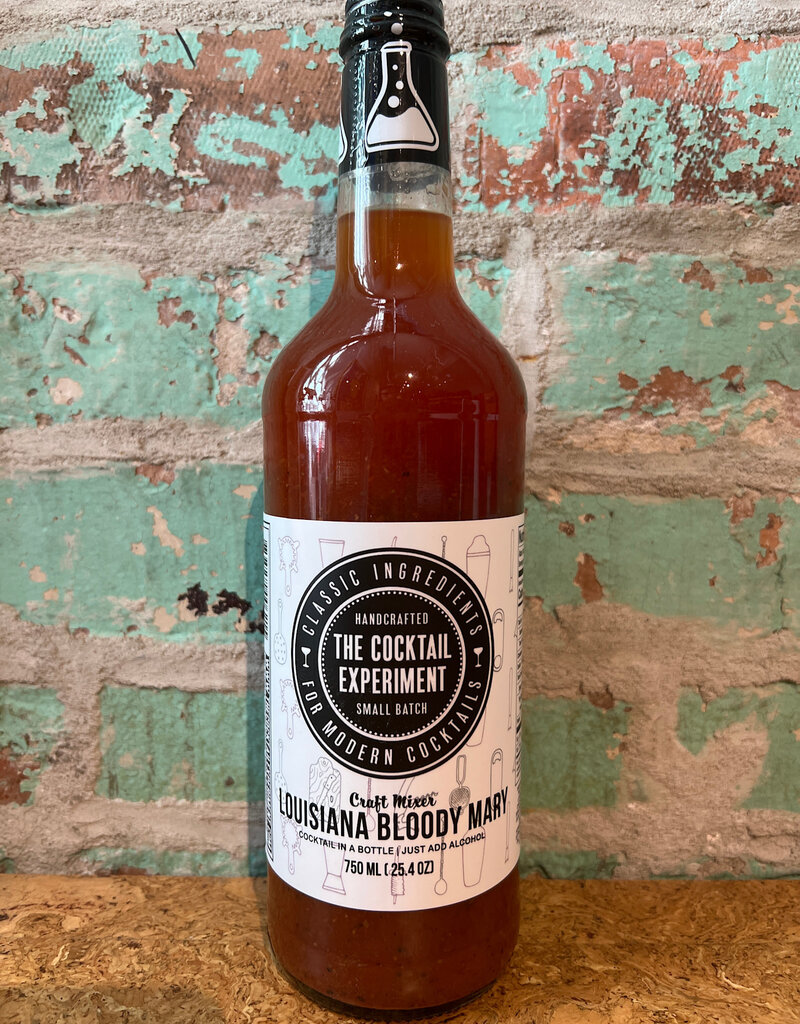 CLASSIC INGREDIENTS
HANDCRAFTED
THE COCKTAIL
EXPERIMENT
SMALL BATCH
FOR MODERN COCKTAILS
Craft Mixer
LOUISIANA BLOODY MARY
COCKTAIL IN A BOTTLE | JUST ADD ALCOHOL
750 ML (25.4 OZ)